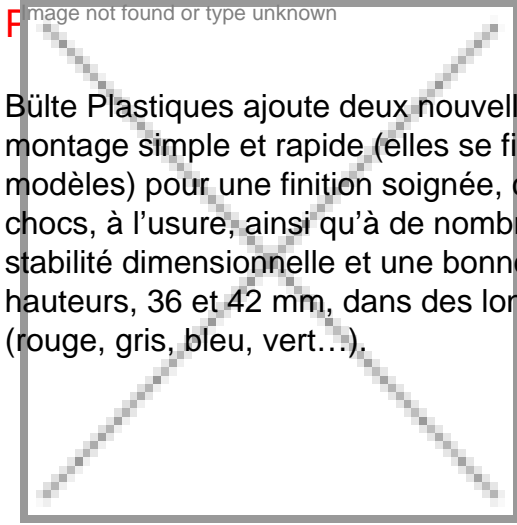 Image not found or type unknown
Bülte Plastiques ajoute deux nouvell
montage simple et rapide (elles se fi
modèles) pour une finition soignée,
chocs, à l’usure, ainsi qu’à de nombr
stabilité dimensionnelle et une bonne
hauteurs, 36 et 42 mm, dans des lon
(rouge, gris, bleu, vert…).